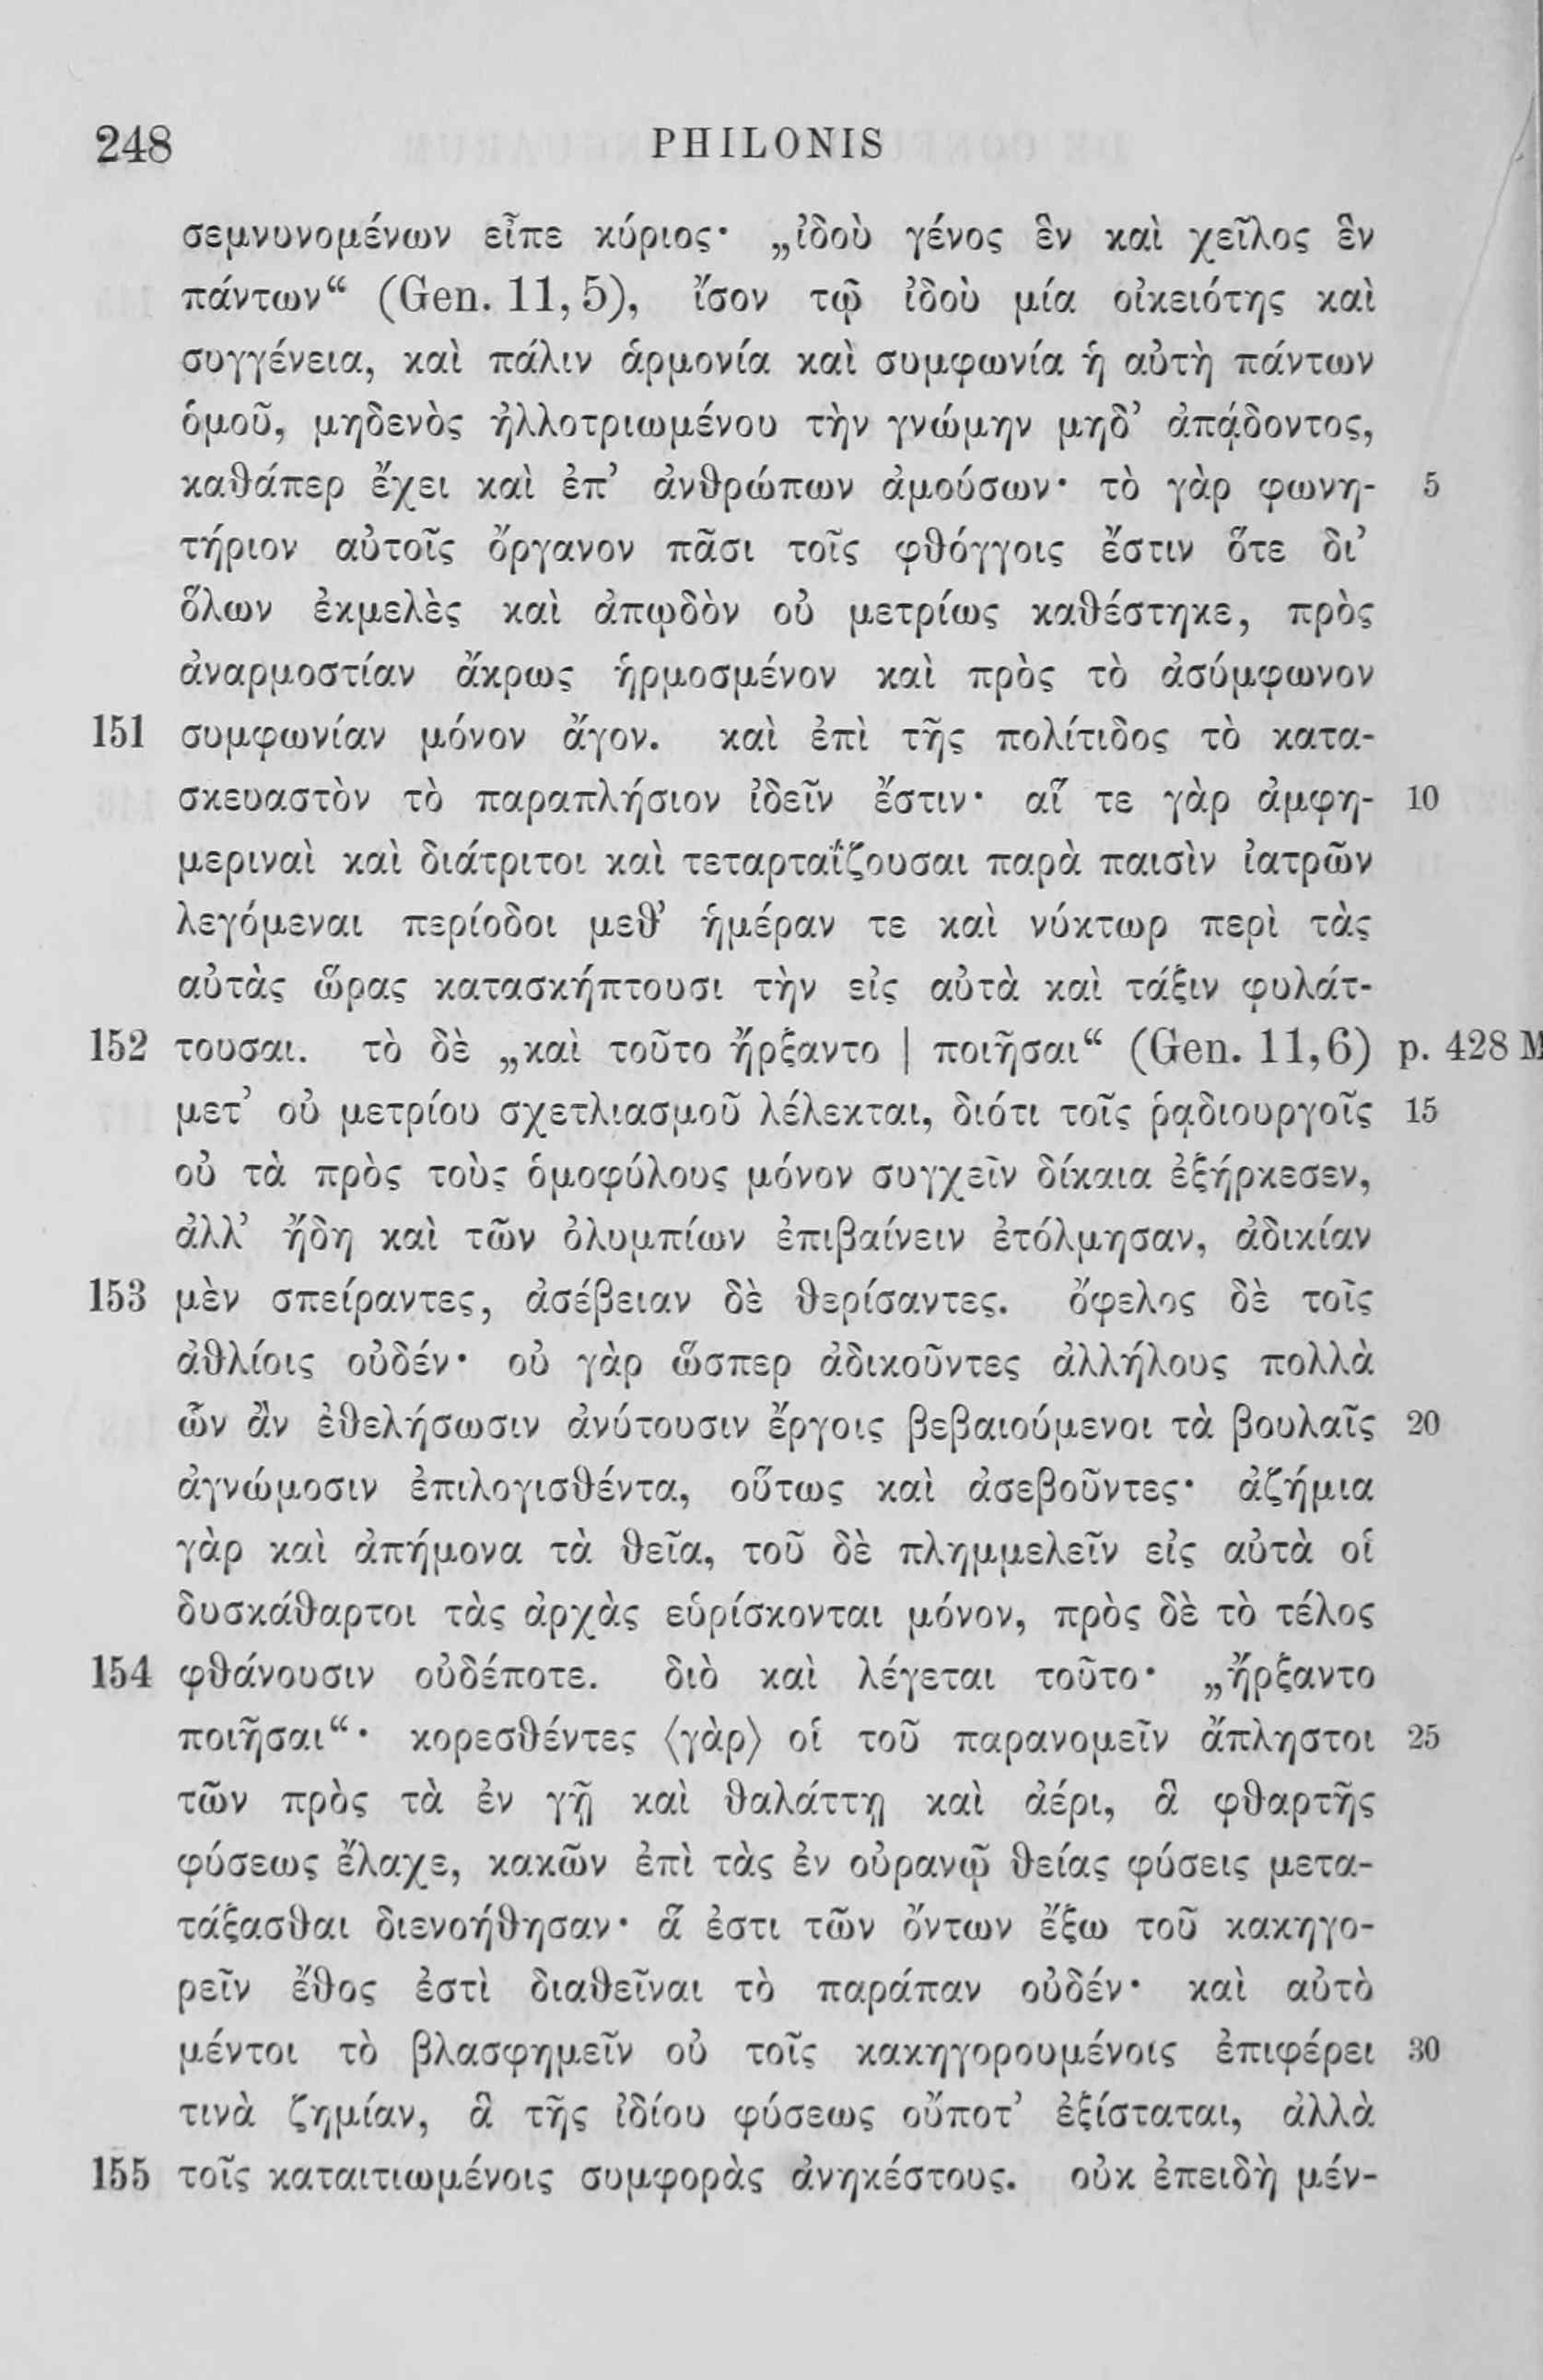 248 PHILONIS
σεμνυνομένων εἶπε κύριος· „ἰδοὺ γένος ἓν καὶ χεῖλος ἓν
πάντων“ (Gen. 11, 5), ἴσον τῷ ἰδοὺ μία οἰκειότης καὶ
συγγένεια, καὶ πάλιν ἁρμονία καὶ συμφωνία ἡ αὐτὴ πάντων
ὁμοῦ, μηδενὸς ἠλλοτριωμένου τὴν γνώμην μηδ’ ἀπᾴδοντος,
καθάπερ ἔχει καὶ ἐπ’ ἀνθρώπων ἀμούσων· τὸ γὰρ φωνη- 5
τήριον αὐτοῖς ὄργανον πᾶσι τοῖς φθόγγοις ἔστιν ὅτε δι’
ὅλων ἐκμελὲς καὶ ἀπῳδὸν οὐ μετρίως καθέστηκε, πρὸς
ἀναρμοστίαν ἄκρως ἡρμοσμένον καὶ πρὸς τὸ ἀσύμφωνον
151 συμφωνίαν μόνον ἄγον. καὶ ἐπὶ τῆς πολίτιδος τὸ κατα-
σκευαστὸν τὸ παραπλήσιον ἰδεῖν ἔστιν· αἵ τε γὰρ ἀμφη- 10
μεριναὶ καὶ διάτριτοι καὶ τεταρταΐζουσαι παρὰ παισὶν ἰατρῶν
λεγόμεναι περίοδοι μεθ’ ἡμέραν τε καὶ νύκτωρ περὶ τὰς
αὐτὰς ὥρας κατασκήπτουσι τὴν εἰς αὐτὰ καὶ τάξιν φυλάτ-
152 τουσαι. τὸ δὲ „καὶ τοῦτο ἤρξαντο | ποιῆσαι“ (Gen. 11,6) p. 428 M
μετ’ οὐ μετρίου σχετλιασμοῦ λέλεκται, διότι τοῖς ῥᾳδιουργοῖς 15
οὐ τὰ πρὸς τοὺς ὁμοφύλους μόνον συγχεῖν δίκαια ἐξήρκεσεν,
ἀλλ’ ἤδη καὶ τῶν ὀλυμπίων ἐπιβαίνειν ἐτόλμησαν, ἀδικίαν
153 μὲν σπείραντες, ἀσέβειαν δὲ θερίσαντες. ὄφελος δὲ τοῖς
ἀθλίοις οὐδέν· οὐ γὰρ ὥσπερ ἀδικοῦντες ἀλλήλους πολλὰ
ὧν ἂν ἐθελήσωσιν ἀνύτουσιν ἔργοις βεβαιούμενοι τὰ βουλαῖς 20
ἀγνώμοσιν ἐπιλογισθέντα, οὕτως καὶ ἀσεβοῦντες· ἀζήμια
γὰρ καὶ ἀπήμονα τὰ θεῖα, τοῦ δὲ πλημμελεῖν εἰς αὐτὰ οἱ
δυσκάθαρτοι τὰς ἀρχὰς εὑρίσκονται μόνον, πρὸς δὲ τὸ τέλος
154 φθάνουσιν οὐδέποτε. διὸ καὶ λέγεται τοῦτο· „ἤρξαντο
ποιῆσαι“· κορεσθέντες ⟨γὰρ⟩ οἱ τοῦ παρανομεῖν ἄπληστοι 25
τῶν πρὸς τὰ ἐν γῇ καὶ θαλάττῃ καὶ ἀέρι, ἃ φθαρτῆς
φύσεως ἔλαχε, κακῶν ἐπὶ τὰς ἐν οὐρανῷ θείας φύσεις μετα-
τάξασθαι διενοήθησαν· ἅ ἐστι τῶν ὄντων ἔξω τοῦ κακηγο-
ρεῖν ἔθος ἐστὶ διαθεῖναι τὸ παράπαν οὐδέν· καὶ αὐτὸ
μέντοι τὸ βλασφημεῖν οὐ τοῖς κακηγορουμένοις ἐπιφέρει 30
τινὰ ζημίαν, ἃ τῆς ἰδίου φύσεως οὔποτ’ ἐξίσταται, ἀλλὰ
155 τοῖς καταιτιωμένοις συμφορὰς ἀνηκέστους. οὐκ ἐπειδὴ μέν-